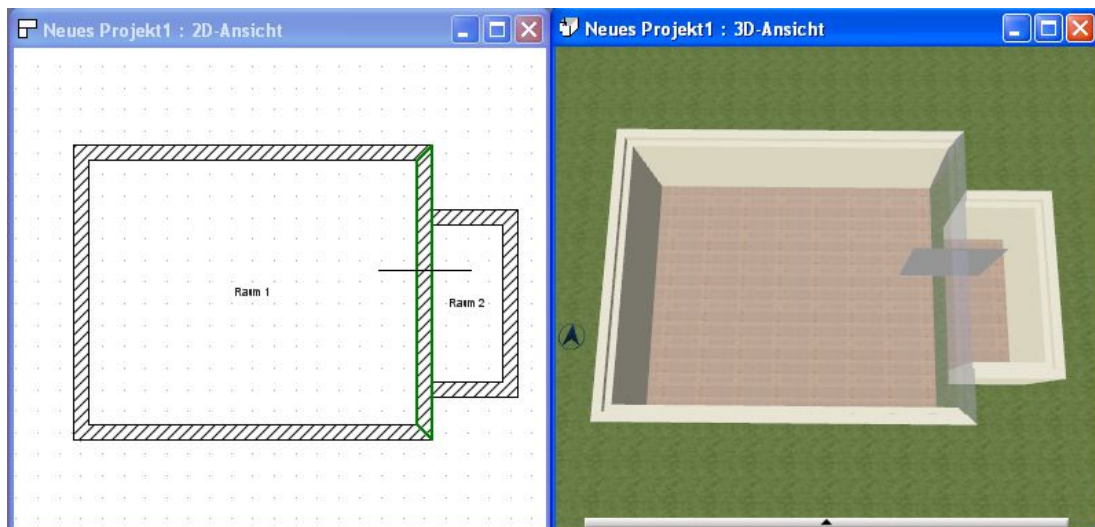 Neues Projekt1 : 2D-Ansicht
Neues Projekt1 : 3D-Ansicht
Raum 1
Raum 2